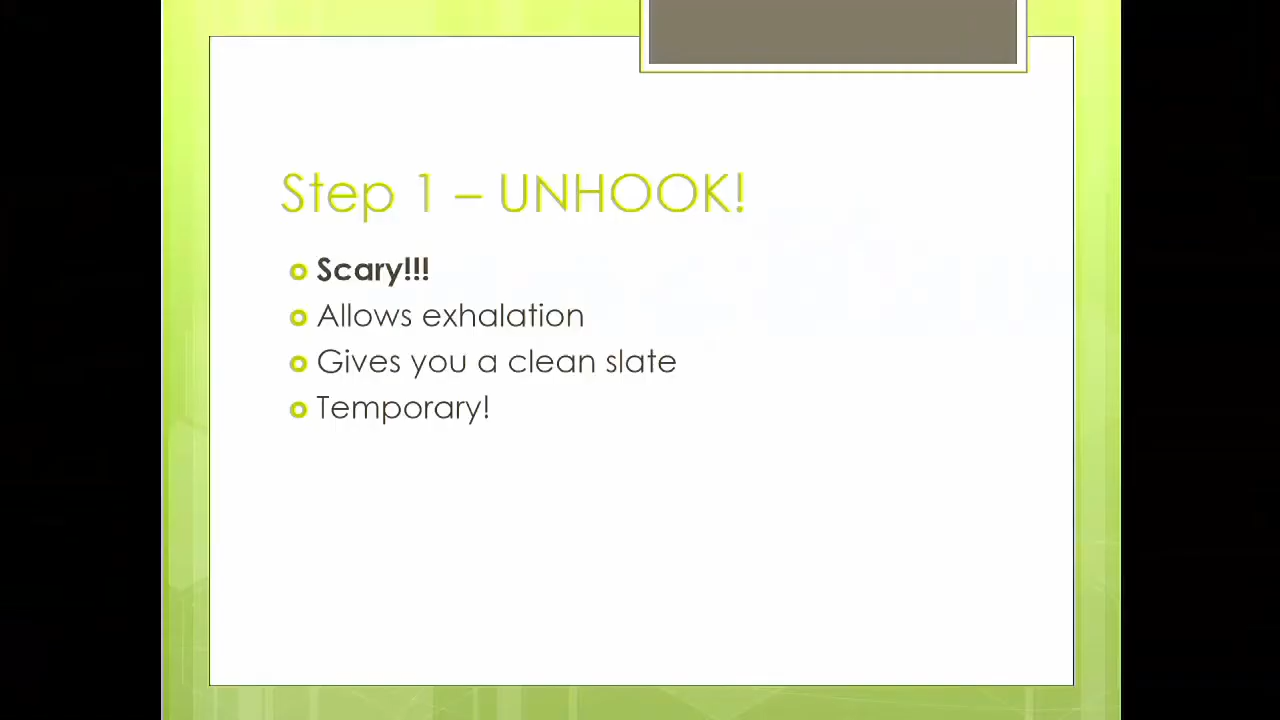 Step 1 – UNHOOK!
Scary!!!
Allows exhalation
Gives you a clean slate
Temporary!